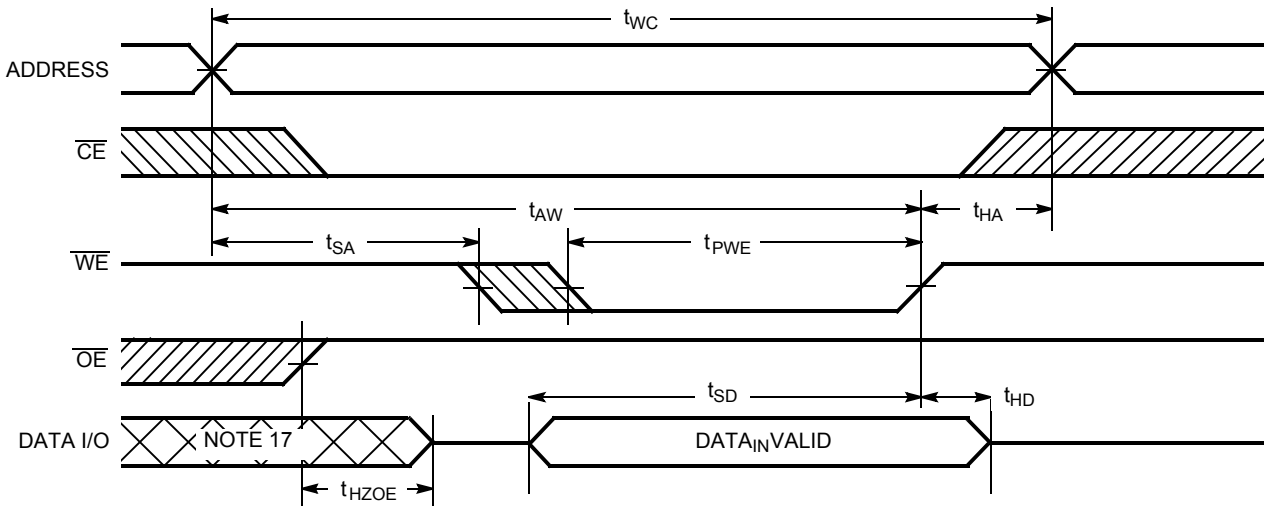 tWC
ADDRESS
CE
tAW
tHA
tSA
tPWE
WE
OE
tSD
tHD
DATA I/O
NOTE 17
DATAINVALID
tHZOE